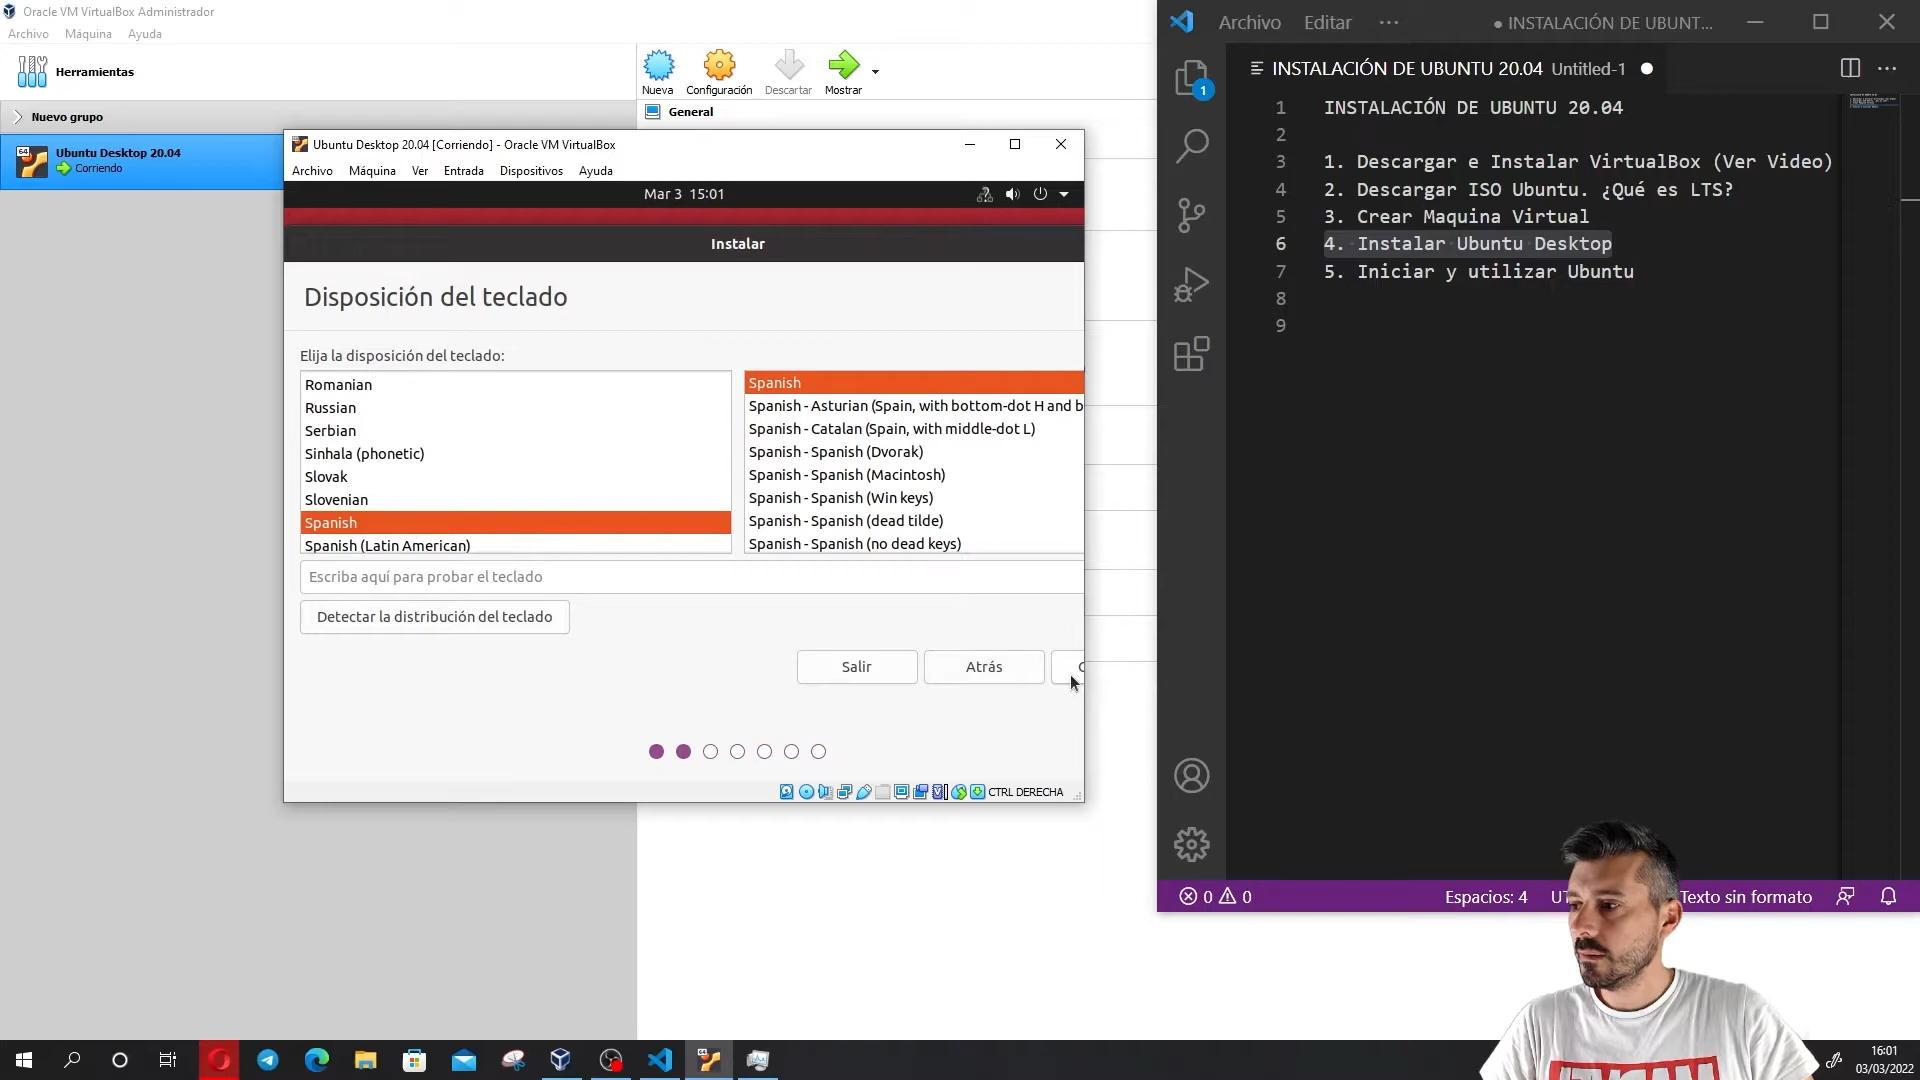 Oracle VM VirtualBox Administrador
Archivo Máquina Ayuda
Herramientas
Nuevo grupo
64
Ubuntu Desktop 20.04
Corriendo
Nueva Configuración Descartar Mostrar
General
Ubuntu Desktop 20.04 [Corriendo] - Oracle VM VirtualBox
Archivo Máquina Ver Entrada Dispositivos Ayuda
Mar 3 15:01
Instalar
Disposición del teclado
Elija la disposición del teclado:
Romanian
Russian
Serbian
Sinhala (phonetic)
Slovak
Slovenian
Spanish
Spanish (Latin American)
Spanish
Spanish - Asturian (Spain, with bottom-dot H and b
Spanish - Catalan (Spain, with middle-dot L)
Spanish - Spanish (Dvorak)
Spanish - Spanish (Macintosh)
Spanish - Spanish (Win keys)
Spanish - Spanish (dead tilde)
Spanish - Spanish (no dead keys)
Escriba aquí para probar el teclado
Detectar la distribución del teclado
Salir Atrás
CTRL DERECHA
Archivo Editar ··· ● INSTALACIÓN DE UBUNT...
INSTALACIÓN DE UBUNTU 20.04 Untitled-1
1
1 INSTALACIÓN DE UBUNTU 20.04
2
3 1. Descargar e Instalar VirtualBox (Ver Video)
4 2. Descargar ISO Ubuntu. ¿Qué es LTS?
5 3. Crear Maquina Virtual
6 4. Instalar Ubuntu Desktop
7 5. Iniciar y utilizar Ubuntu
8
9
0 0 Espacios: 4 UT Texto sin formato
16:01
03/03/2022